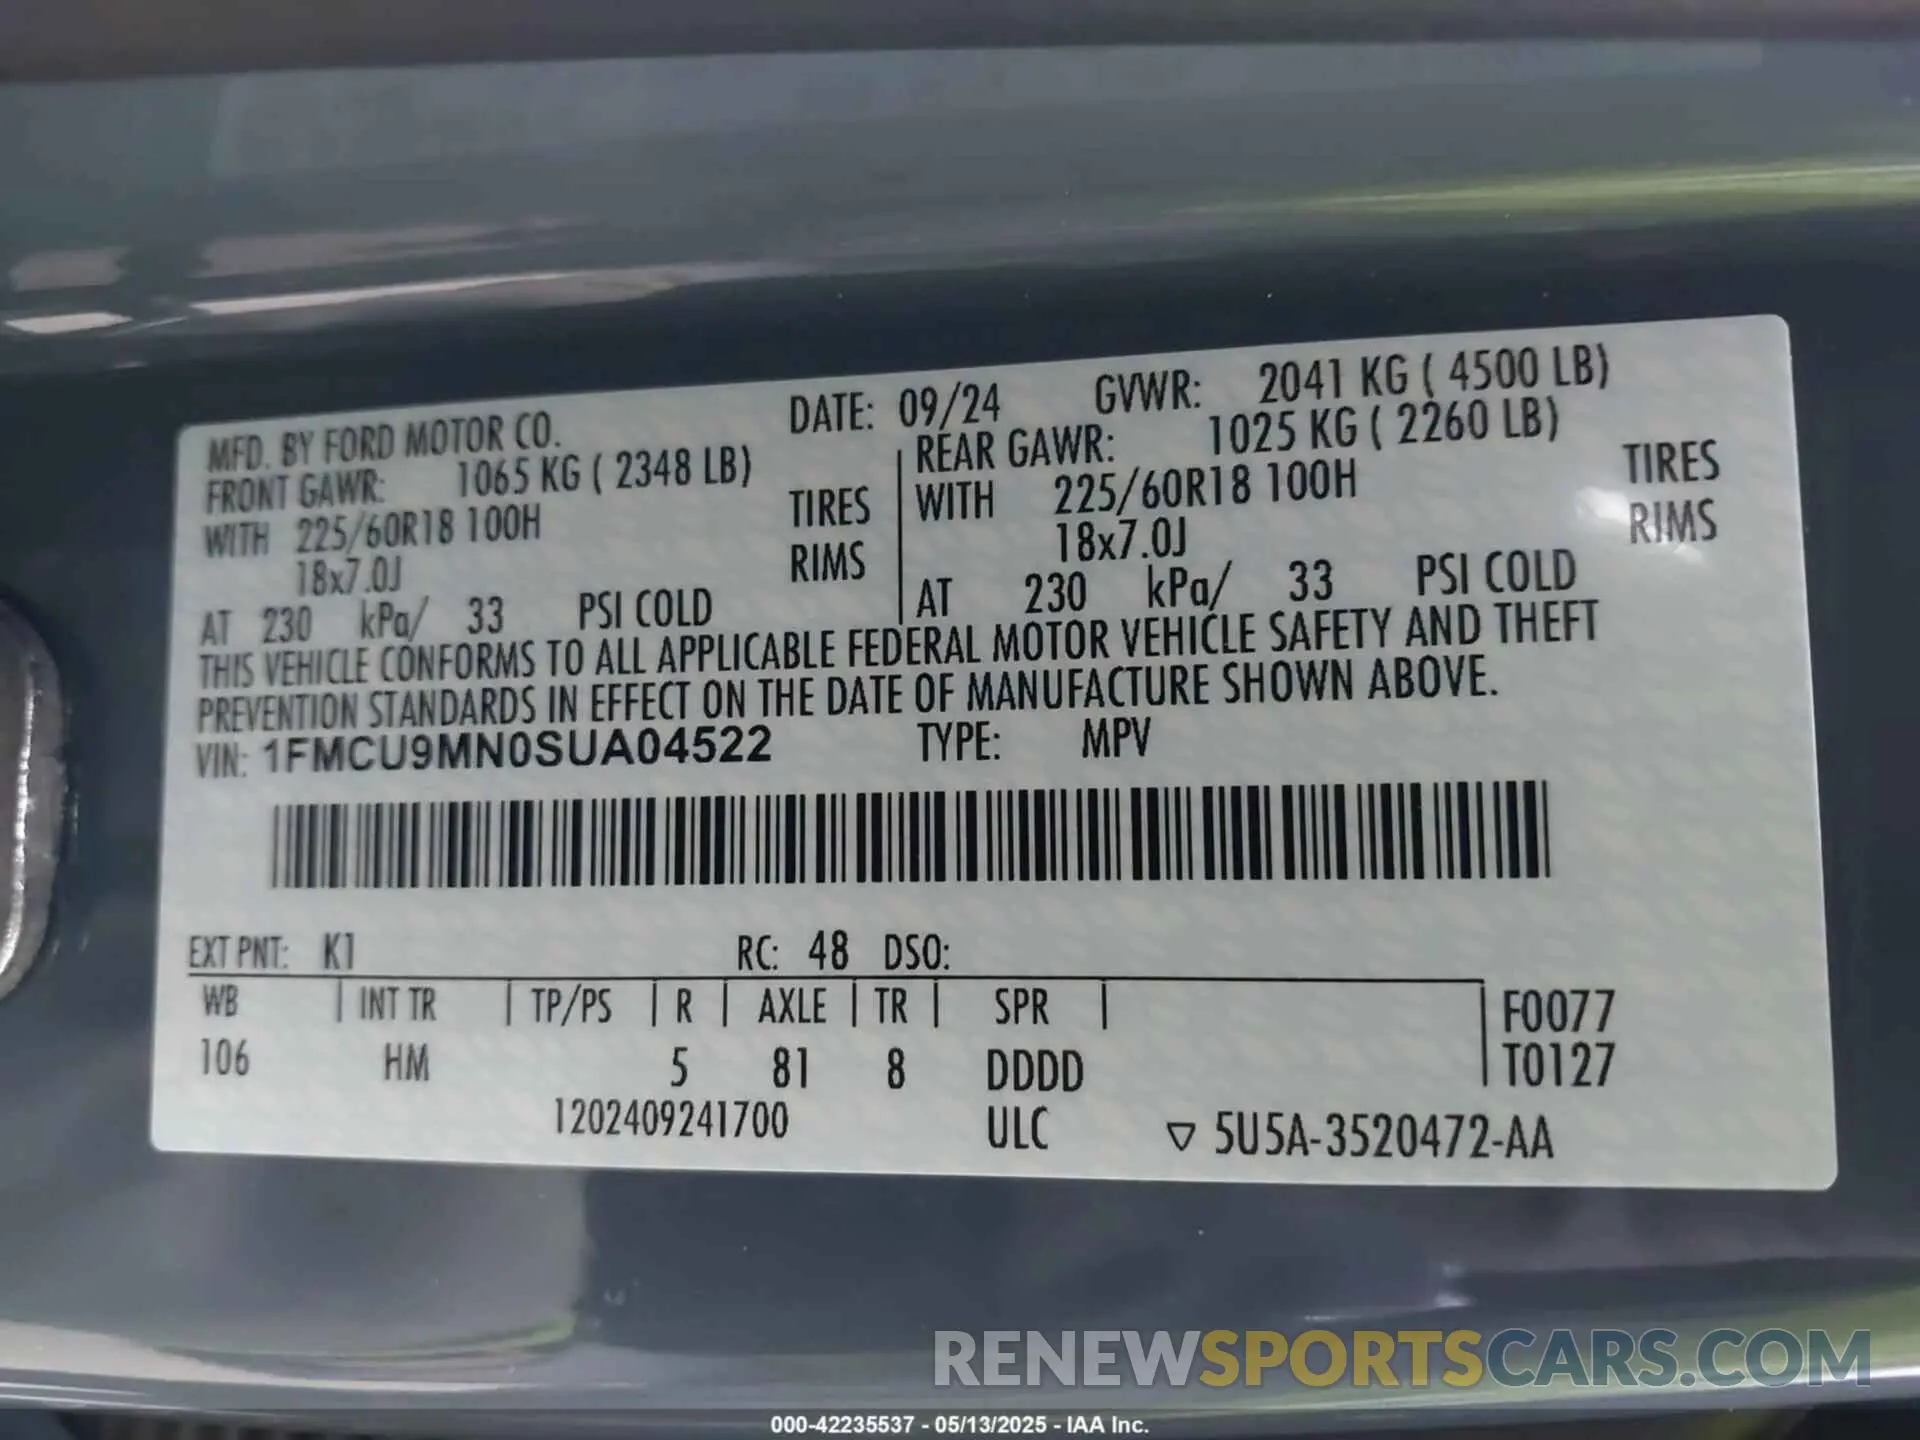 MFD. BY FORD MOTOR CO. DATE: 09/24 GVWR: 2041 KG ( 4500 LB)
FRONT GAWR: 1065 KG ( 2348 LB) REAR GAWR: 1025 KG ( 2260 LB)
WITH 225/60R18 100H TIRES WITH 225/60R18 100H TIRES
18x7.0J RIMS 18x7.0J RIMS
AT 230 kPa/ 33 PSI COLD AT 230 kPa/ 33 PSI COLD
THIS VEHICLE CONFORMS TO ALL APPLICABLE FEDERAL MOTOR VEHICLE SAFETY AND THEFT
PREVENTION STANDARDS IN EFFECT ON THE DATE OF MANUFACTURE SHOWN ABOVE.
VIN: 1FMCU9MN0SUA04522 TYPE: MPV
EXT PNT: K1 RC: 48 DSO:
WB | INT TR | TP/PS | R | AXLE | TR | SPR | F0077
106 HM 5 81 8 DDDD T0127
1202409241700 ULC ▽ 5U5A-3520472-AA
RENEWSPORTSCARS.COM
000-42235537 - 05/13/2025 - IAA Inc.